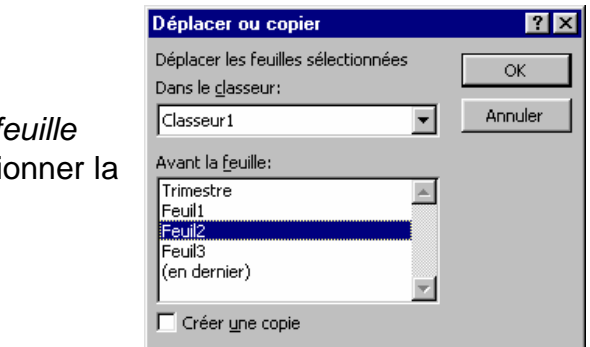 Déplacer ou copier
Déplacer les feuilles sélectionnées
OK
Dans le classeur:
Classeur1
Annuler
feuille
ionner la
Avant la feuille:
Trimestre
Feuil1
Feuil2
Feuil3
(en dernier)
Créer une copie